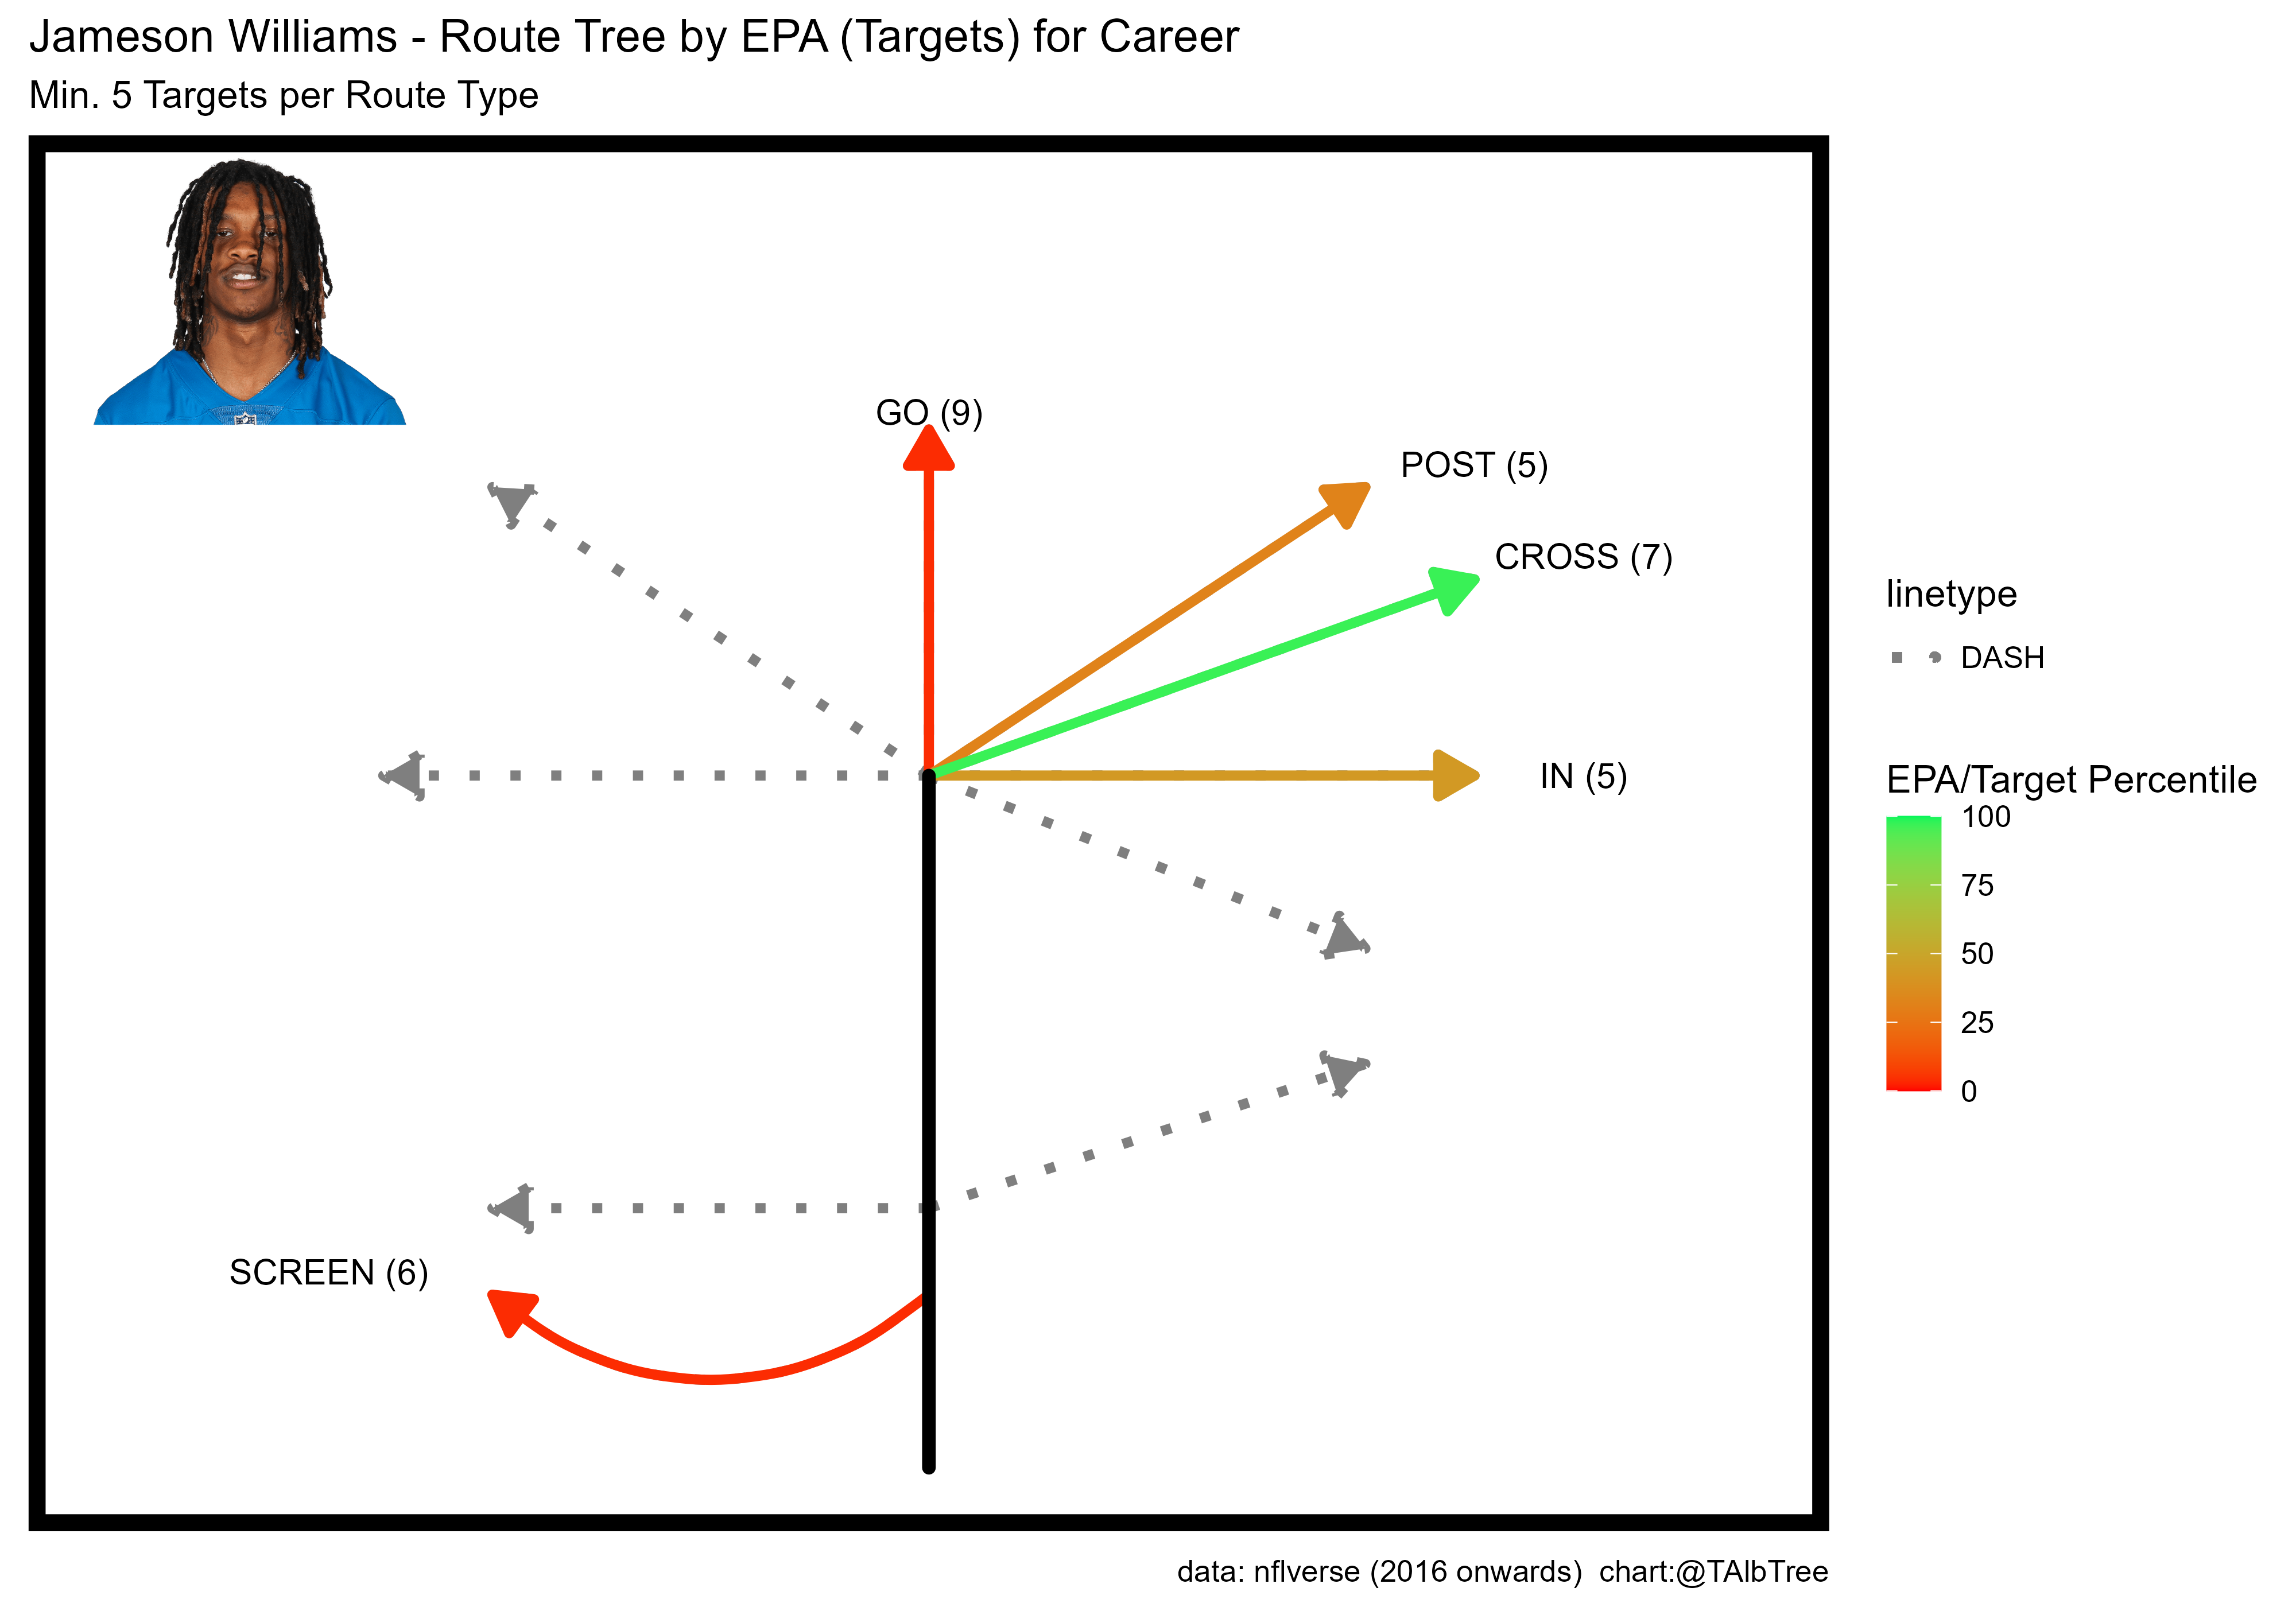 Jameson Williams - Route Tree by EPA (Targets) for Career
Min. 5 Targets per Route Type
GO (9)
POST (5)
CROSS (7)
IN (5)
SCREEN (6)
linetype
DASH
EPA/Target Percentile
100
75
50
25
0
data: nflverse (2016 onwards)  chart:@TAlbTree